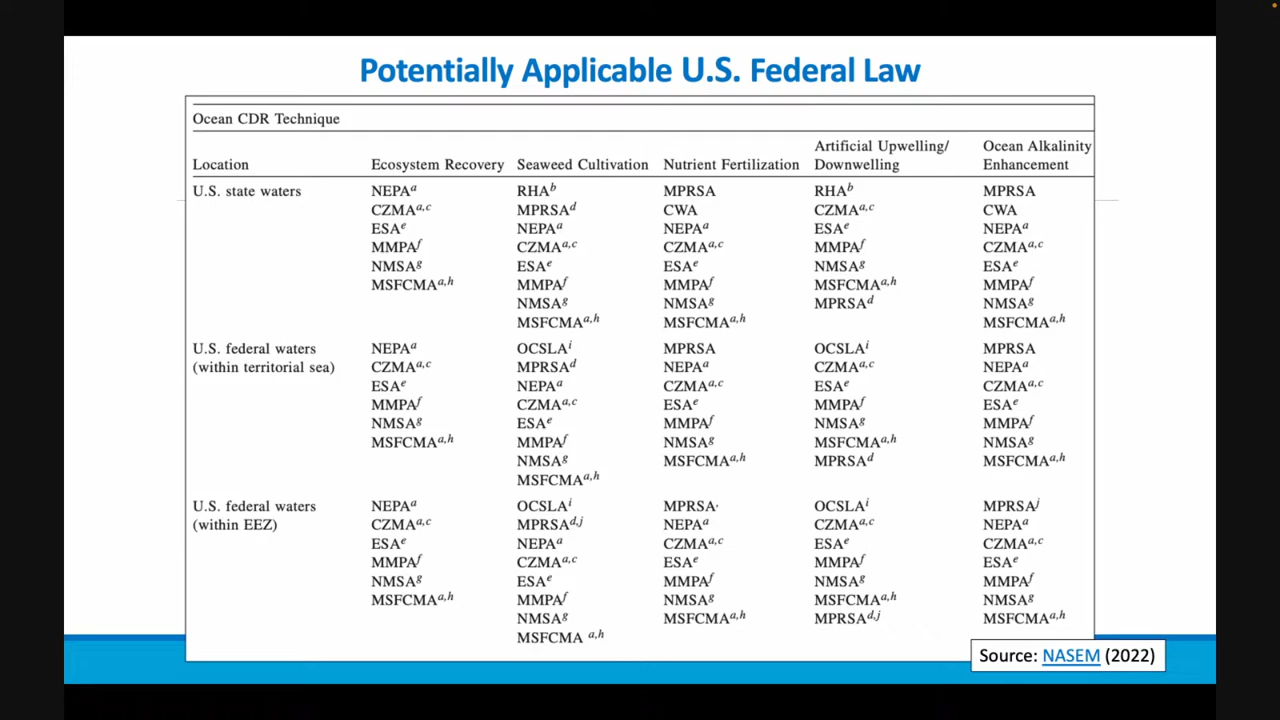 Potentially Applicable U.S. Federal Law
Ocean CDR Technique
Artificial Upwelling/ Ocean Alkalinity
Location Ecosystem Recovery Seaweed Cultivation Nutrient Fertilization Downwelling Enhancement
U.S. state waters NEPAa RHAb MPRSA RHAb MPRSA
CZMAa,c MPRSAd CWA CZMAa,c CWA
ESAe NEPAa NEPAa ESAe NEPAa
MMPAf CZMAa,c CZMAa,c MMPAf CZMAa,c
NMSAg ESAe ESAe NMSAg ESAe
MSFCMAa,h MMPAf MMPAf MSFCMAa,h MMPAf
NMSAg NMSAg MPRSAd NMSAg
MSFCMAa,h MSFCMAa,h MSFCMAa,h
U.S. federal waters NEPAa OCSLAi MPRSA OCSLAi MPRSA
(within territorial sea) CZMAa,c MPRSAd NEPAa CZMAa,c NEPAa
ESAe NEPAa CZMAa,c ESAe CZMAa,c
MMPAf CZMAa,c ESAe MMPAf ESAe
NMSAg ESAe MMPAf NMSAg MMPAf
MSFCMAa,h MMPAf NMSAg MSFCMAa,h NMSAg
NMSAg MSFCMAa,h MPRSAd MSFCMAa,h
MSFCMAa,h
U.S. federal waters NEPAa OCSLAi MPRSA OCSLAi MPRSAj
(within EEZ) CZMAa,c MPRSAd,j NEPAa CZMAa,c NEPAa
ESAe NEPAa CZMAa,c ESAe CZMAa,c
MMPAf CZMAa,c ESAe MMPAf ESAe
NMSAg ESAe MMPAf NMSAg MMPAf
MSFCMAa,h MMPAf NMSAg MSFCMAa,h NMSAg
NMSAg MSFCMAa,h MPRSAd,j MSFCMAa,h
MSFCMA a,h
Source: NASEM (2022)